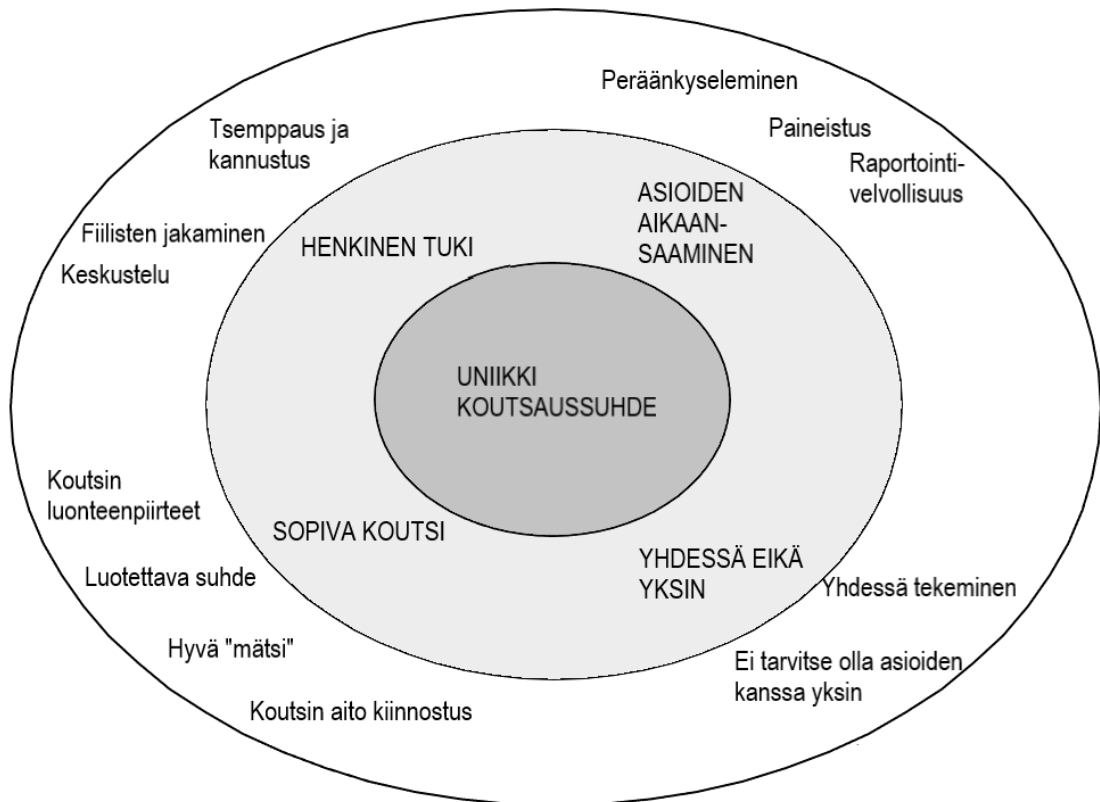 Peräänkyseleminen
Tsemppaus ja
kannustus
Paineistus
Raportointi-
velvollisuus
Fiilisten jakaminen
Keskustelu
HENKINEN TUKI
ASIOIDEN
AIKAAN-
SAAMINEN
UNIIKKI
KOUTSAUSSUHDE
Koutsin
luonteenpiirteet
SOPIVA KOUTSI
YHDESSÄ EIKÄ
YKSIN
Luotettava suhde
Yhdessä tekeminen
Hyvä "mätsi"
Ei tarvitse olla asioiden
kanssa yksin
Koutsin aito kiinnostus